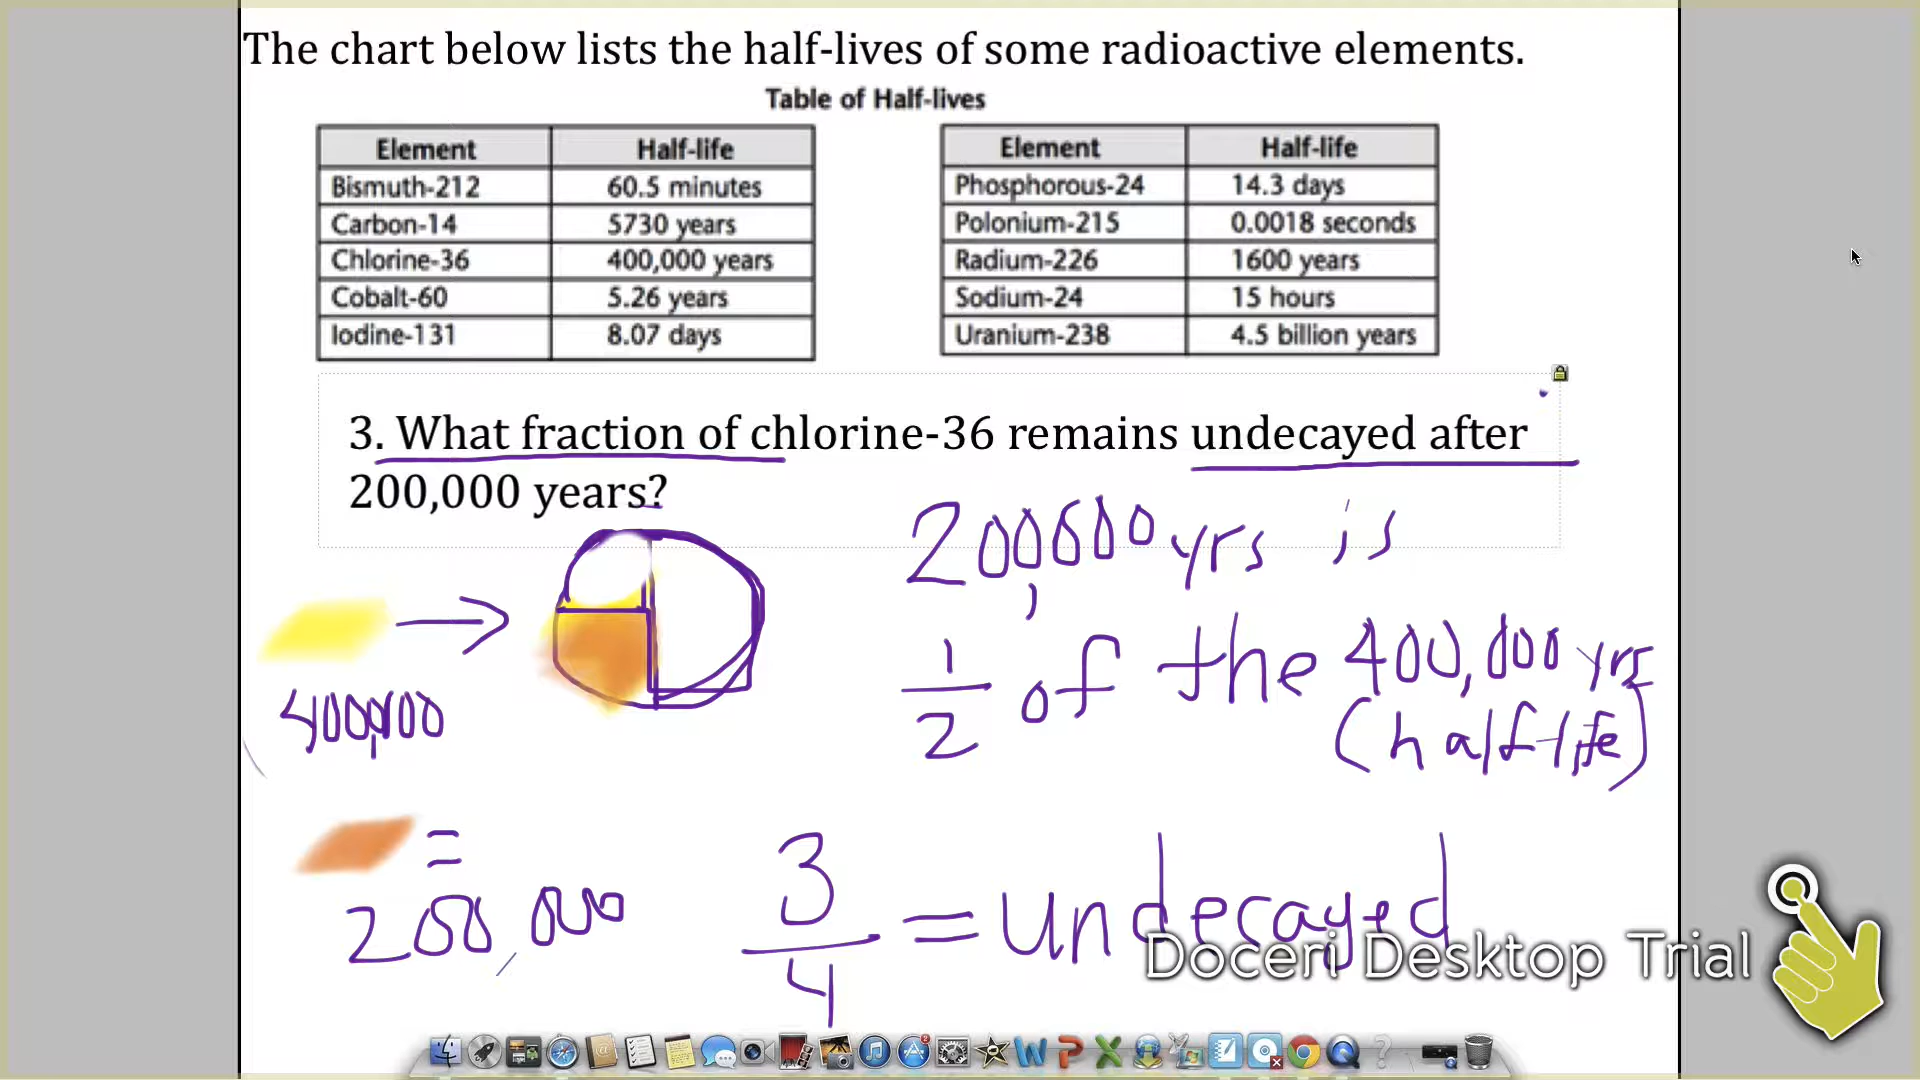 The chart below lists the half-lives of some radioactive elements.
Table of Half-lives
Element Half-life
Bismuth-212 60.5 minutes
Carbon-14 5730 years
Chlorine-36 400,000 years
Cobalt-60 5.26 years
Iodine-131 8.07 days
Element Half-life
Phosphorous-24 14.3 days
Polonium-215 0.0018 seconds
Radium-226 1600 years
Sodium-24 15 hours
Uranium-238 4.5 billion years
3. What fraction of chlorine-36 remains undecayed after
200,000 years?
200,000 yrs is
1/2 of the 400,000 yrs
(half-life)
400,000
=
200,000
3/4 = undecayed
Doceri Desktop Trial